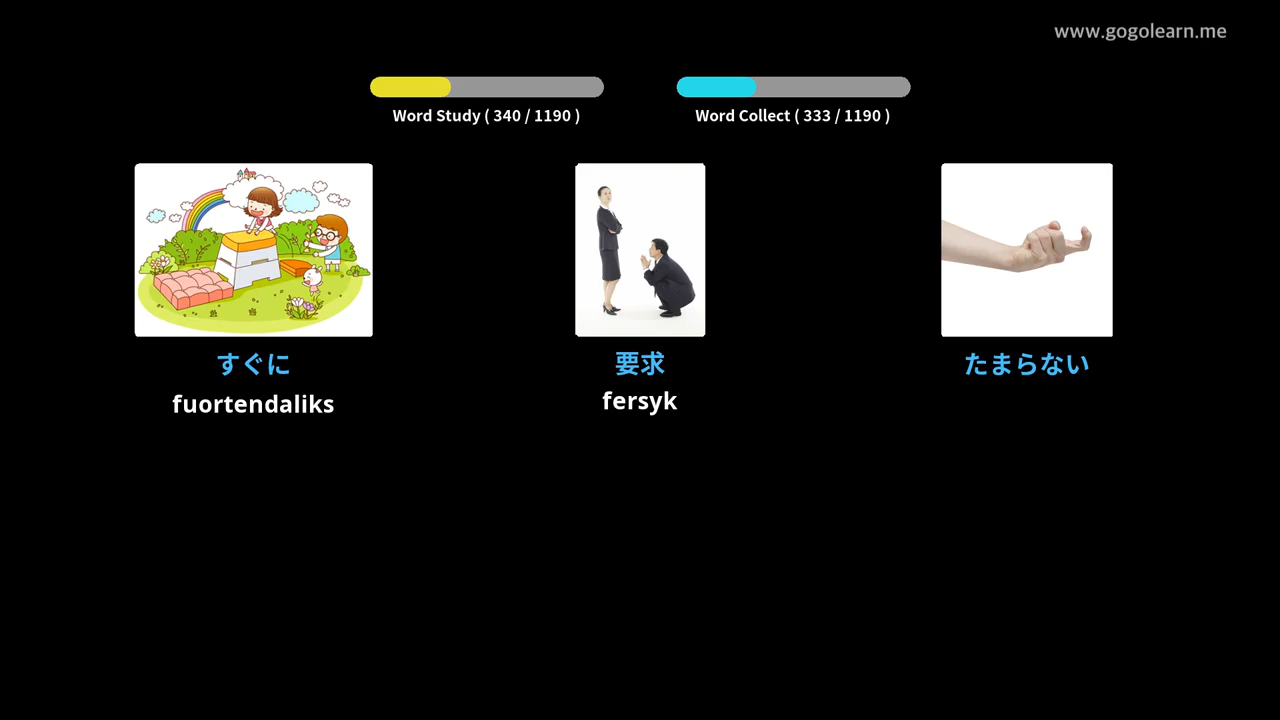 www.gogolearn.me
Word Study ( 340 / 1190 )
Word Collect ( 333 / 1190 )
すぐに
要求
たまらない
fuortendaliks
fersyk